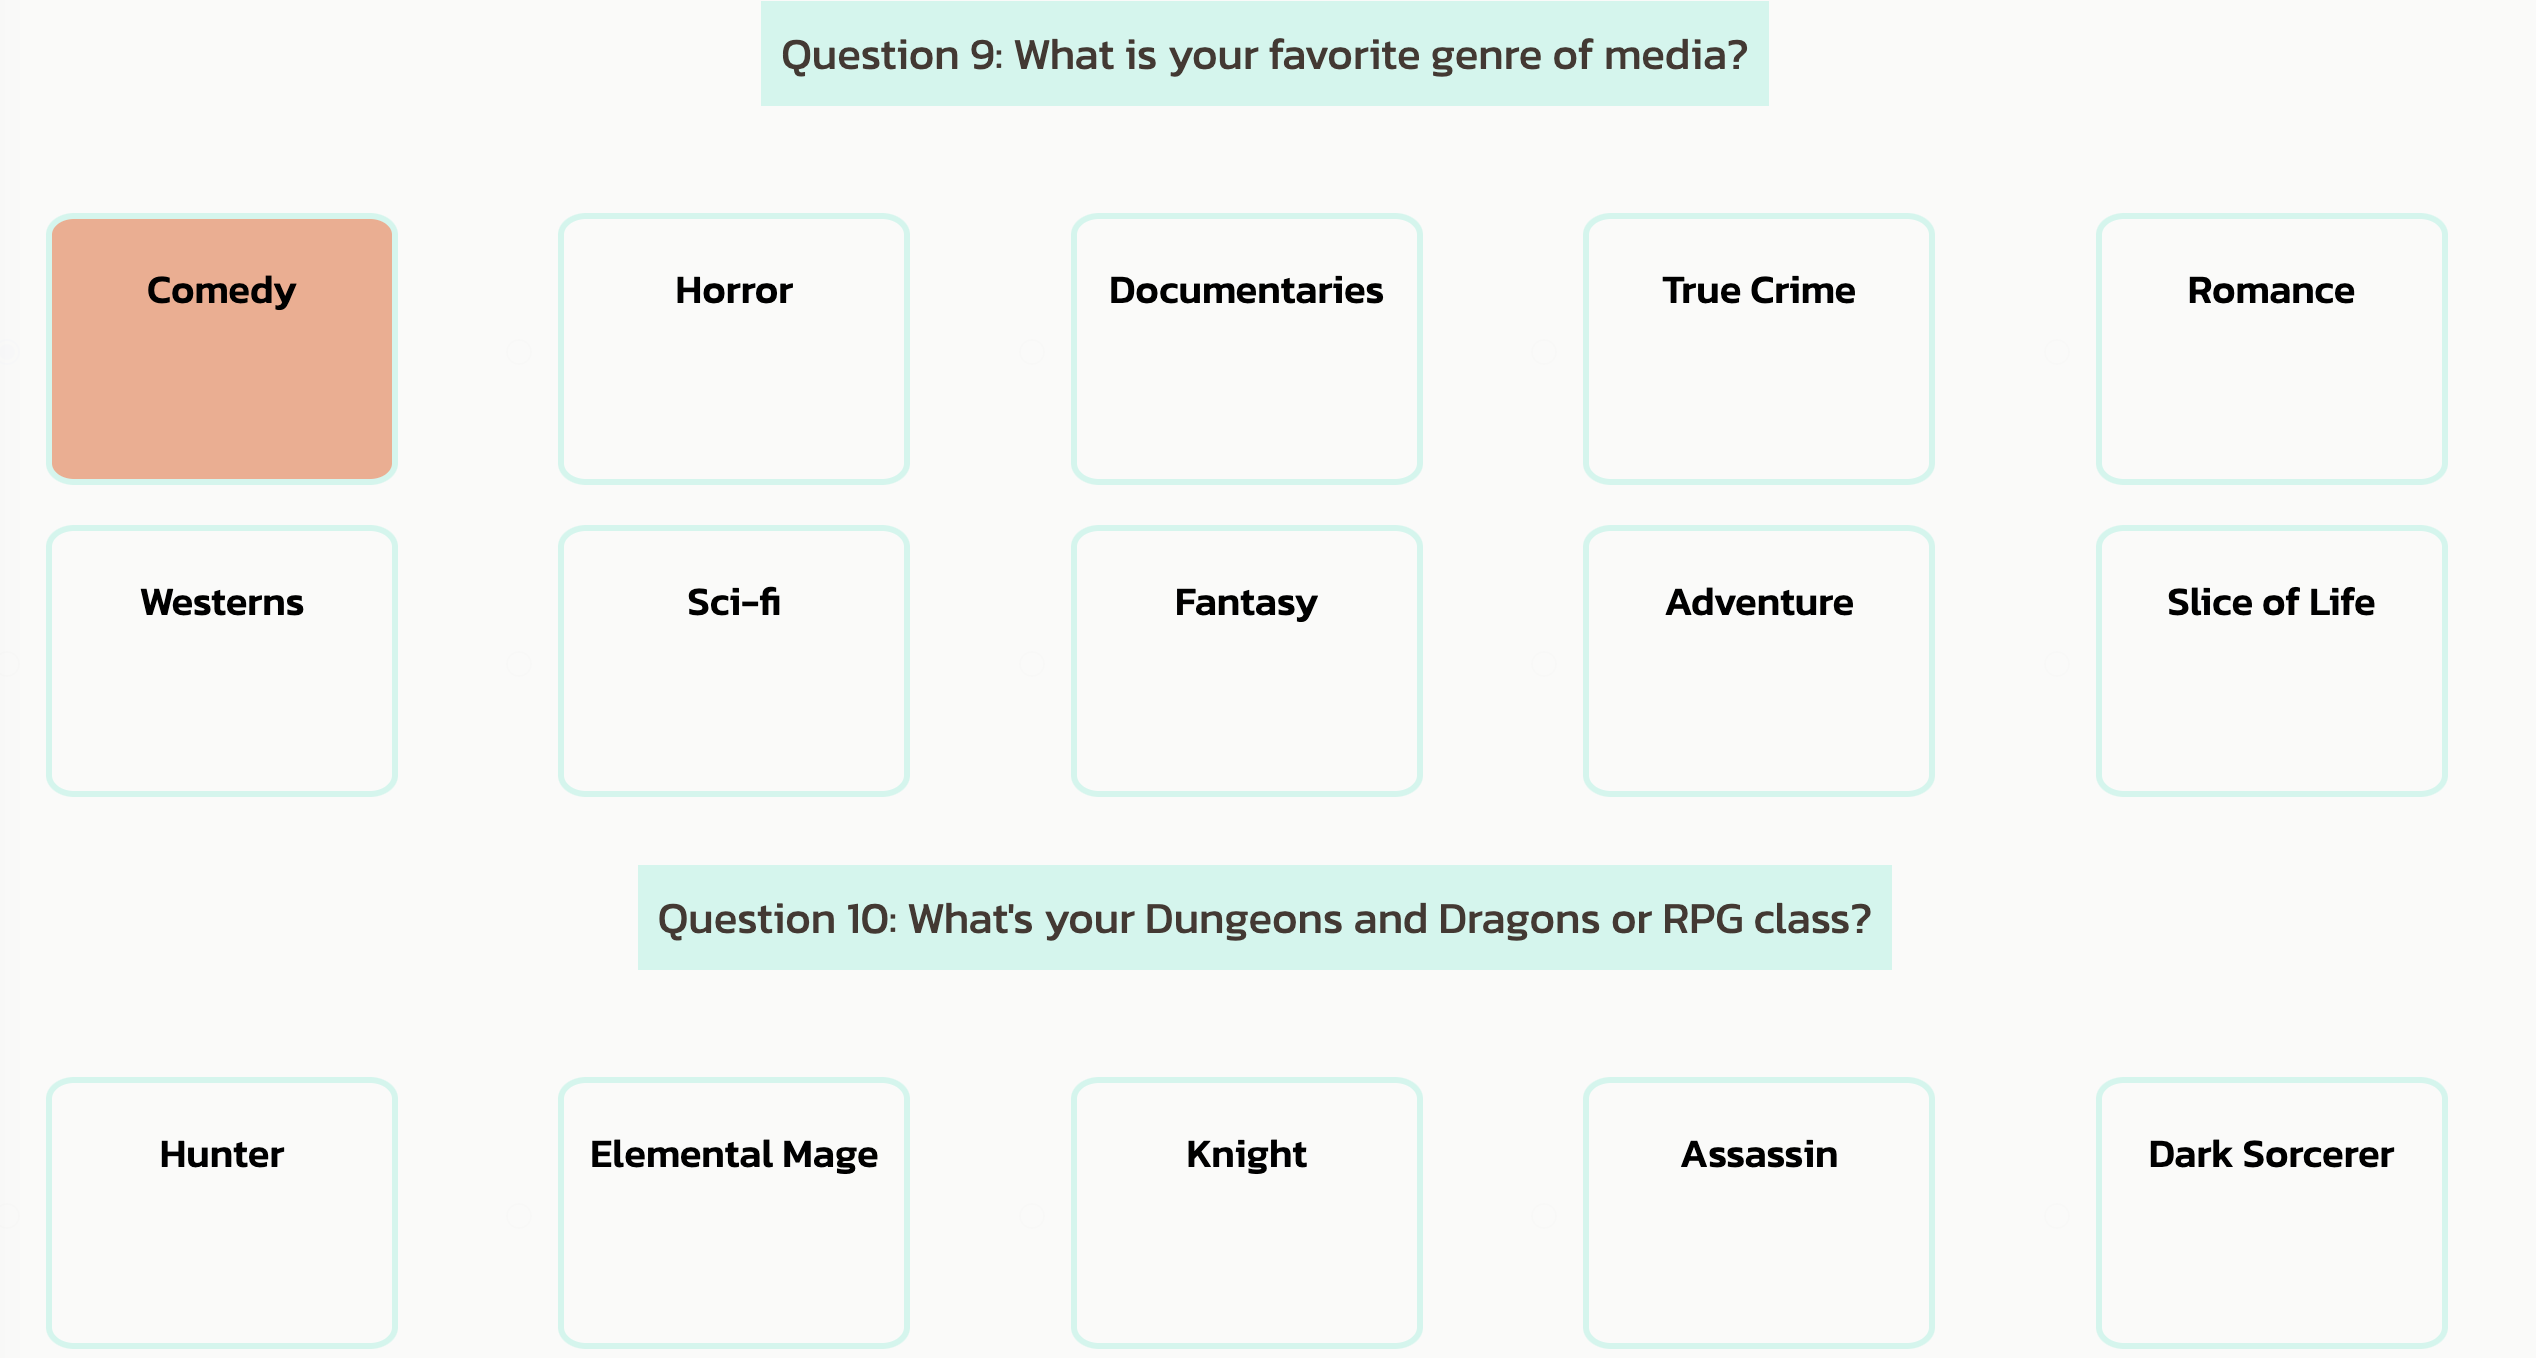 Question 9: What is your favorite genre of media?
Comedy
Horror
Documentaries
True Crime
Romance
Westerns
Sci-fi
Fantasy
Adventure
Slice of Life
Question 10: What's your Dungeons and Dragons or RPG class?
Hunter
Elemental Mage
Knight
Assassin
Dark Sorcerer